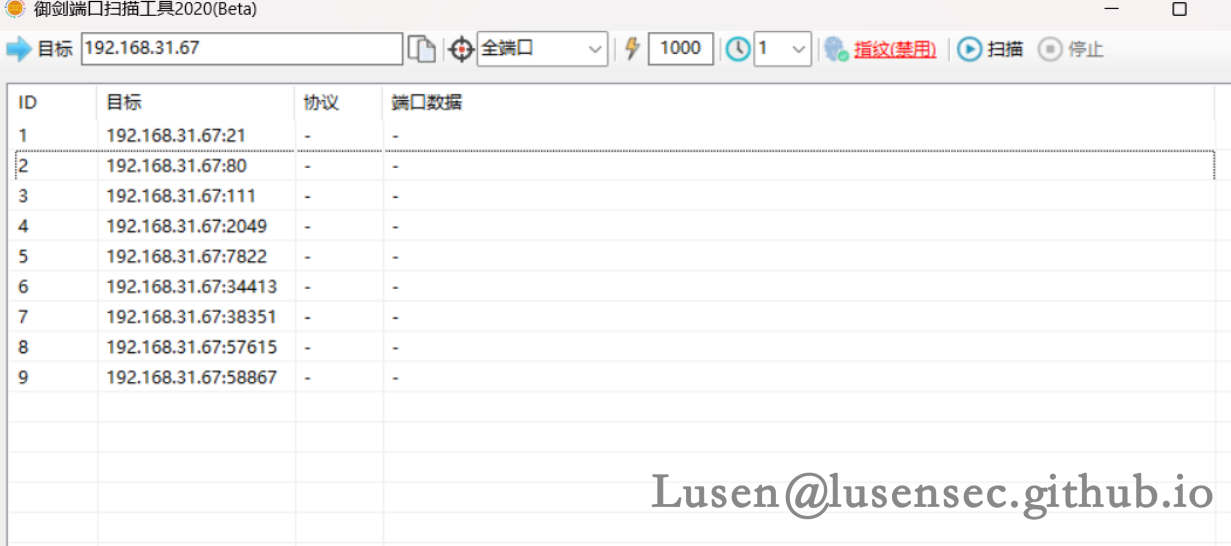 御剑端口扫描工具2020(Beta)
目标 192.168.31.67 全端口 1000 1 指纹(禁用) 扫描 停止
ID 目标 协议 端口数据
1 192.168.31.67:21 - -
2 192.168.31.67:80 - -
3 192.168.31.67:111 - -
4 192.168.31.67:2049 - -
5 192.168.31.67:7822 - -
6 192.168.31.67:34413 - -
7 192.168.31.67:38351 - -
8 192.168.31.67:57615 - -
9 192.168.31.67:58867 - -
Lusen@lusensec.github.io